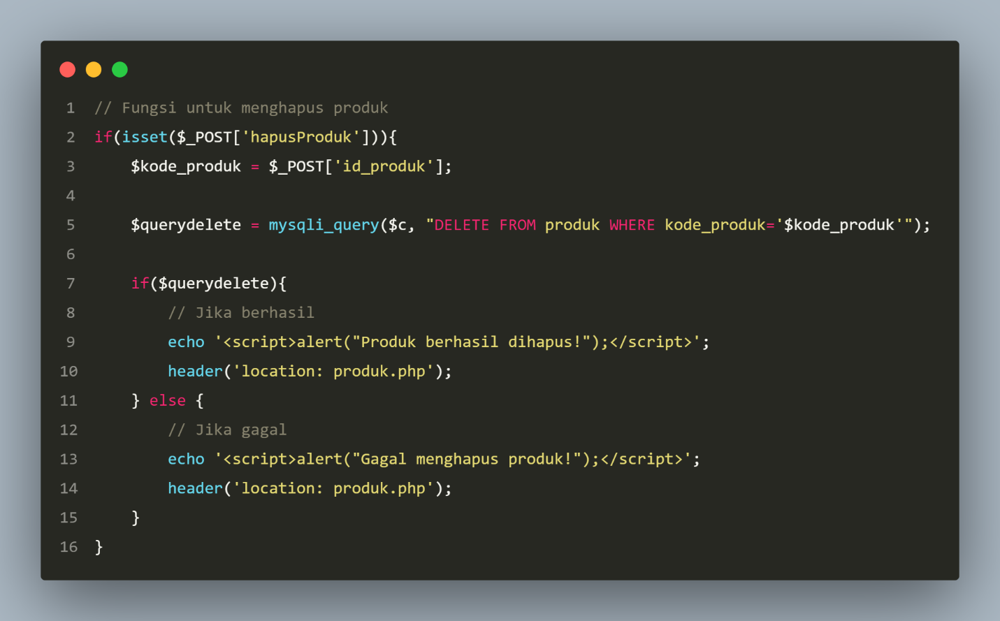 1 // Fungsi untuk menghapus produk
2 if(isset($_POST['hapusProduk'])){
3     $kode_produk = $_POST['id_produk'];
4
5     $querydelete = mysqli_query($c, "DELETE FROM produk WHERE kode_produk='$kode_produk'");
6
7     if($querydelete){
8         // Jika berhasil
9         echo '<script>alert("Produk berhasil dihapus!");</script>';
10         header('location: produk.php');
11     } else {
12         // Jika gagal
13         echo '<script>alert("Gagal menghapus produk!");</script>';
14         header('location: produk.php');
15     }
16 }